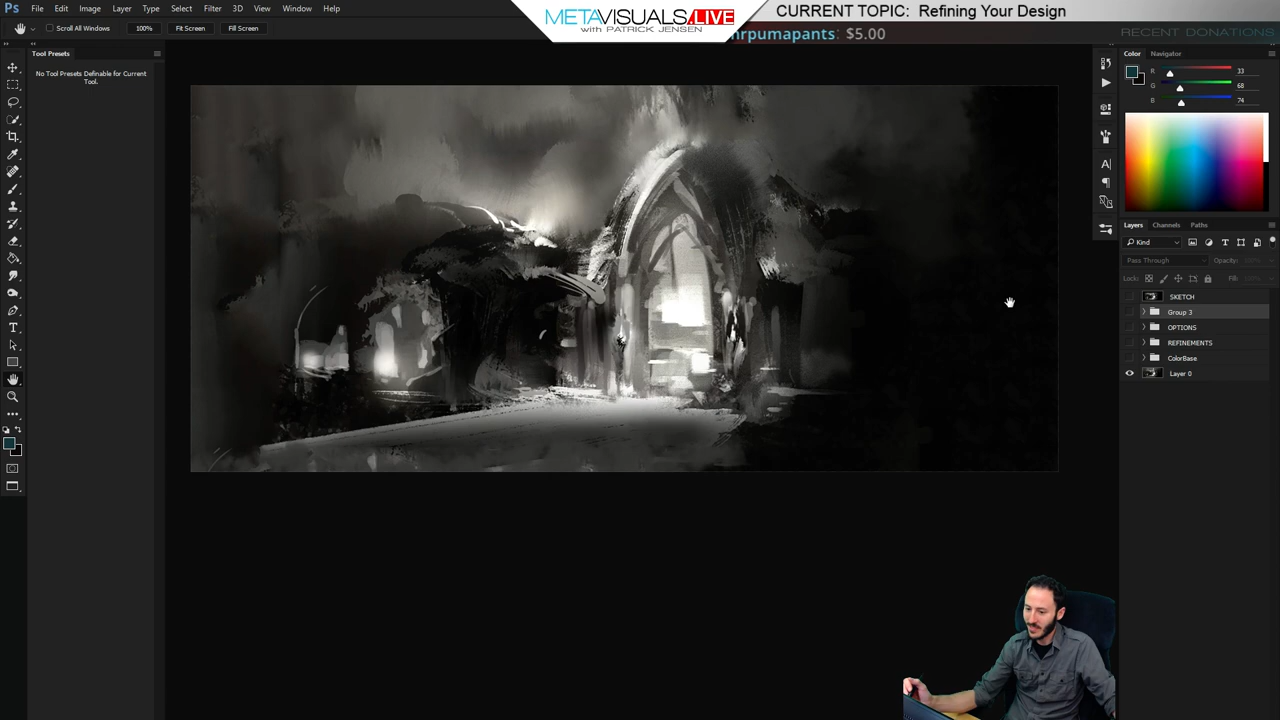 Ps File Edit Image Layer Type Select Filter 3D View Window Help
METAVISUALS.LIVE
with PATRICK JENSEN
CURRENT TOPIC: Refining Your Design
Scroll All Windows 100% Fit Screen Fill Screen
mrpumapants: $5.00
RECENT DONATIONS
Tool Presets
No Tool Presets Definable for Current
Tool.
Color Navigator
R 33
G 68
B 74
Layers Channels Paths
Kind
Pass Through Opacity: 100%
Lock: Fill:
SKETCH
Group 3
OPTIONS
REFINEMENTS
ColorBase
Layer 0